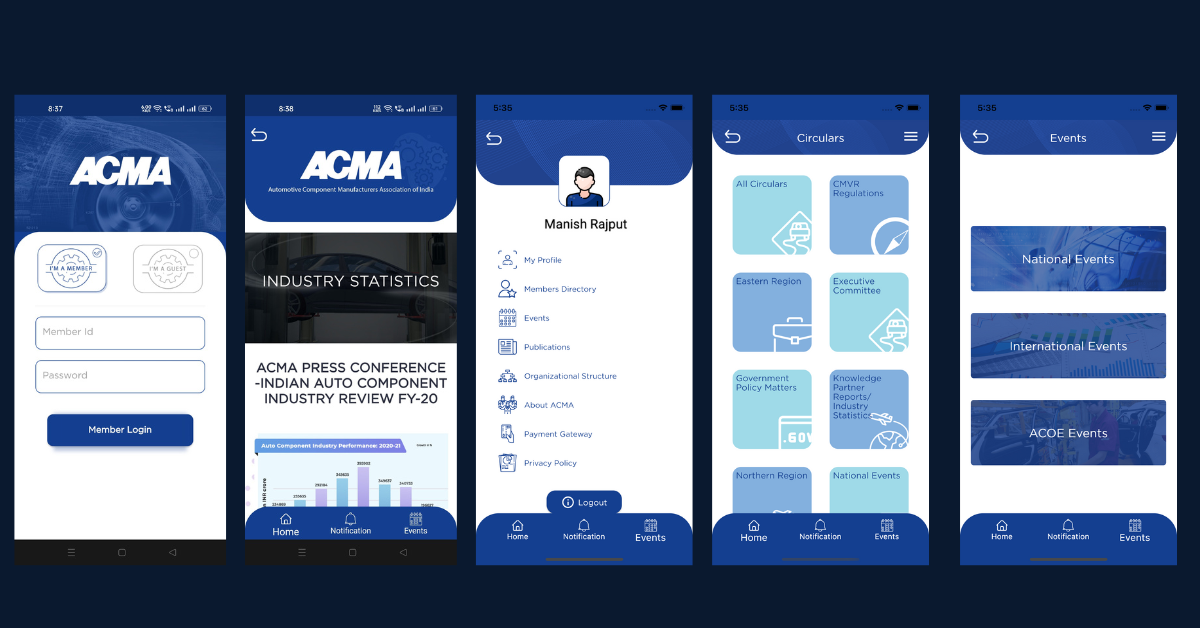 8:37
ACMA
I'M A MEMBER
I'M A GUEST
Member Id
Password
Member Login
8:38
ACMA
Automotive Component Manufacturers Association of India
INDUSTRY STATISTICS
ACMA PRESS CONFERENCE
-INDIAN AUTO COMPONENT
INDUSTRY REVIEW FY-20
Auto Component Industry Performance: 2020-21
Home
Notification
Events
5:35
Manish Rajput
My Profile
Members Directory
Events
Publications
Organizational Structure
About ACMA
Payment Gateway
Privacy Policy
Logout
Home
Notification
Events
5:35
Circulars
All Circulars
CMVR
Regulations
Eastern Region
Executive
Committee
Government
Policy Matters
.GOV
Knowledge
Partner
Reports/
Industry
Statistics
Northern Region
National Events
Home
Notification
Events
5:35
Events
National Events
International Events
ACOE Events
Home
Notification
Events